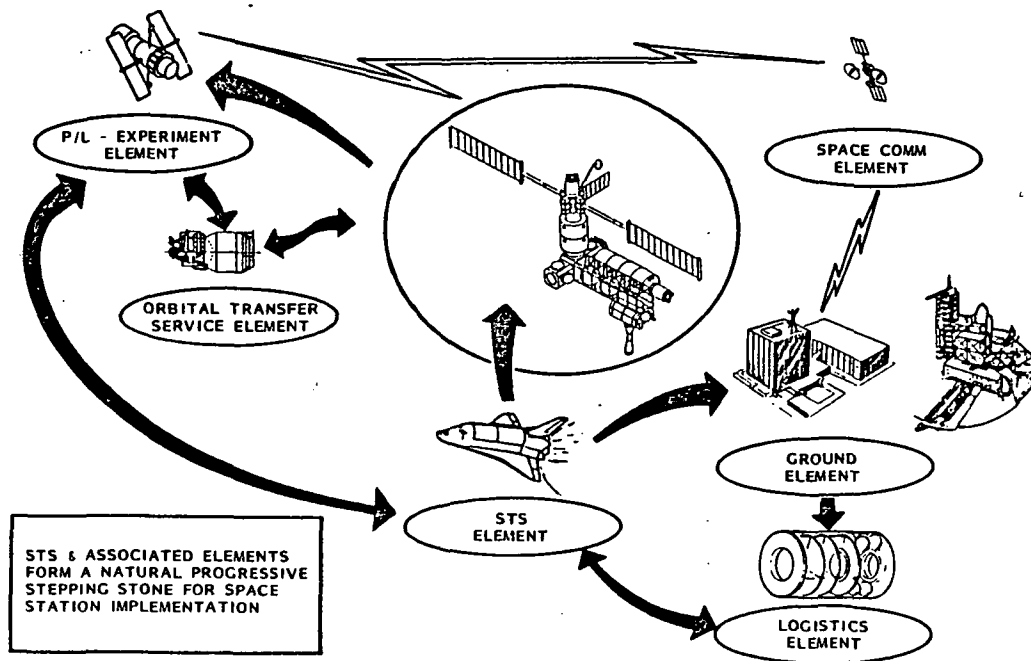 P/L - EXPERIMENT
ELEMENT
SPACE COMM
ELEMENT
ORBITAL TRANSFER
SERVICE ELEMENT
GROUND
ELEMENT
STS
ELEMENT
STS & ASSOCIATED ELEMENTS
FORM A NATURAL PROGRESSIVE
STEPPING STONE FOR SPACE
STATION IMPLEMENTATION
LOGISTICS
ELEMENT